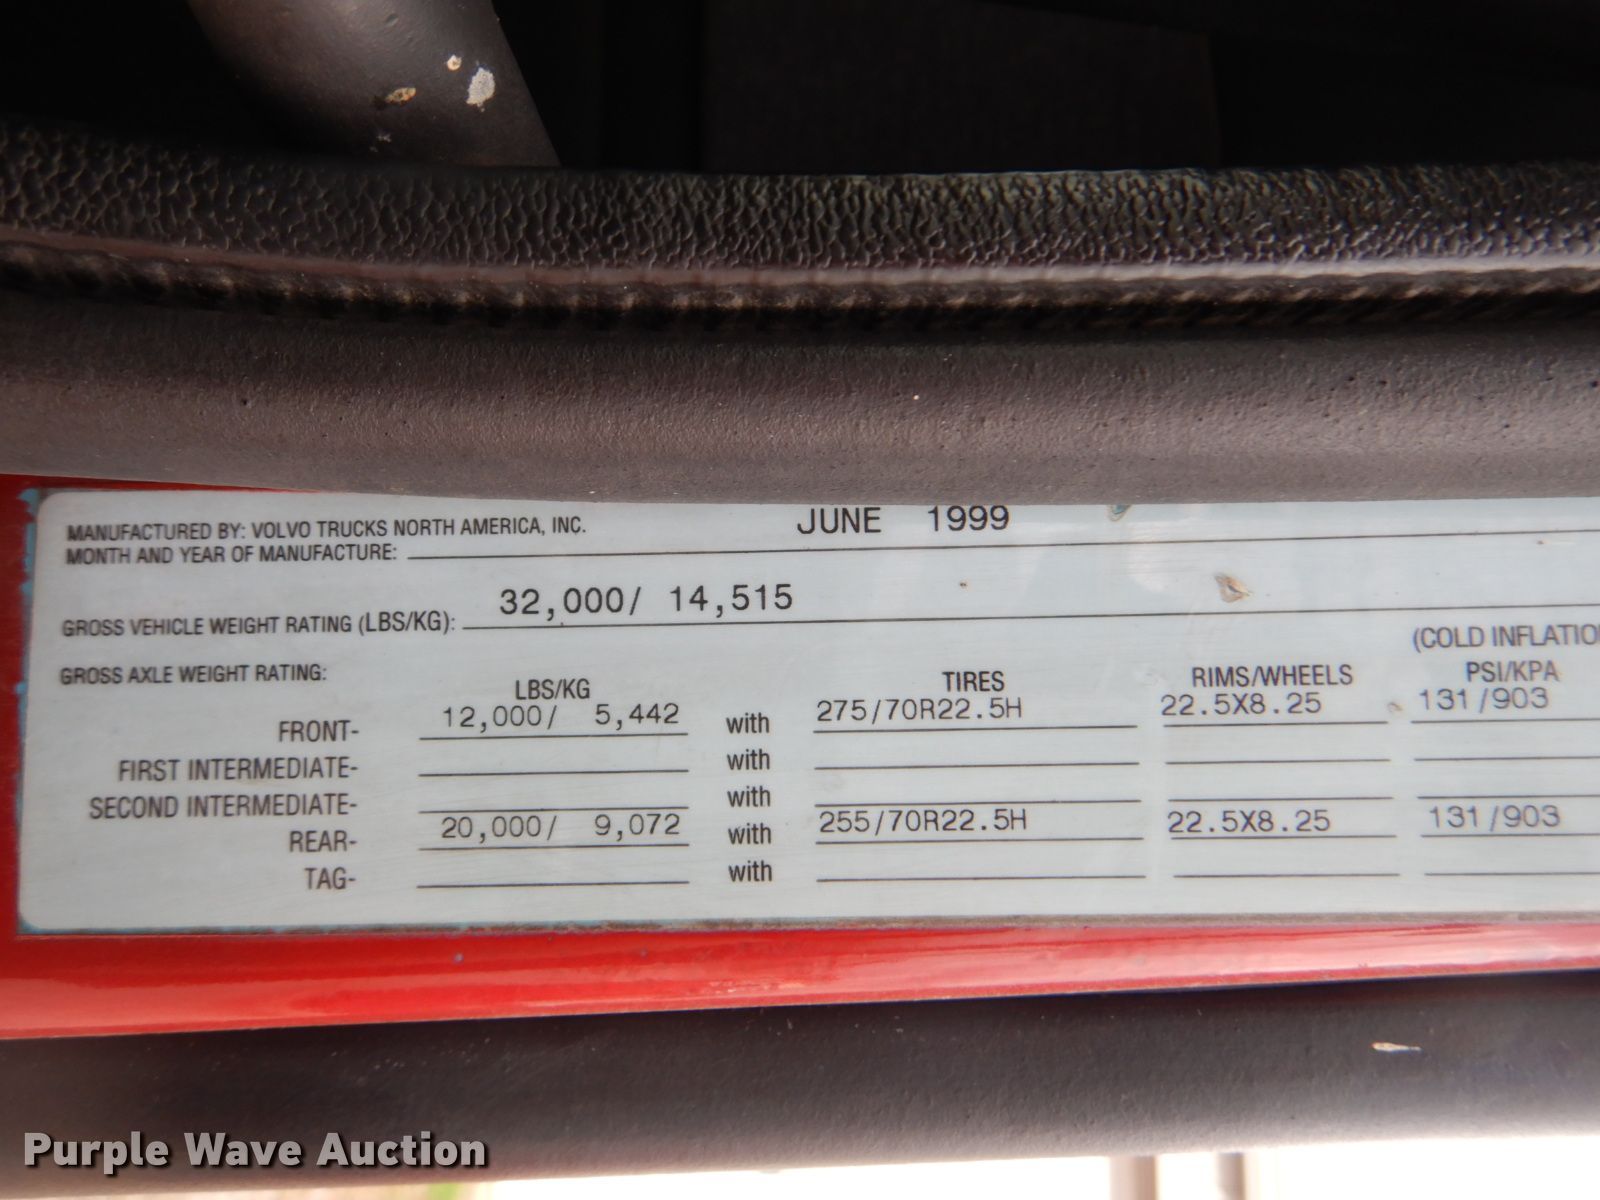 MANUFACTURED BY: VOLVO TRUCKS NORTH AMERICA, INC.
MONTH AND YEAR OF MANUFACTURE: JUNE 1999
GROSS VEHICLE WEIGHT RATING (LBS/KG): 32,000/ 14,515
(COLD INFLATIO
GROSS AXLE WEIGHT RATING: LBS/KG TIRES RIMS/WHEELS PSI/KPA
FRONT- 12,000/ 5,442 with 275/70R22.5H 22.5X8.25 131/903
FIRST INTERMEDIATE- with
SECOND INTERMEDIATE- with
REAR- 20,000/ 9,072 with 255/70R22.5H 22.5X8.25 131/903
TAG- with
Purple Wave Auction